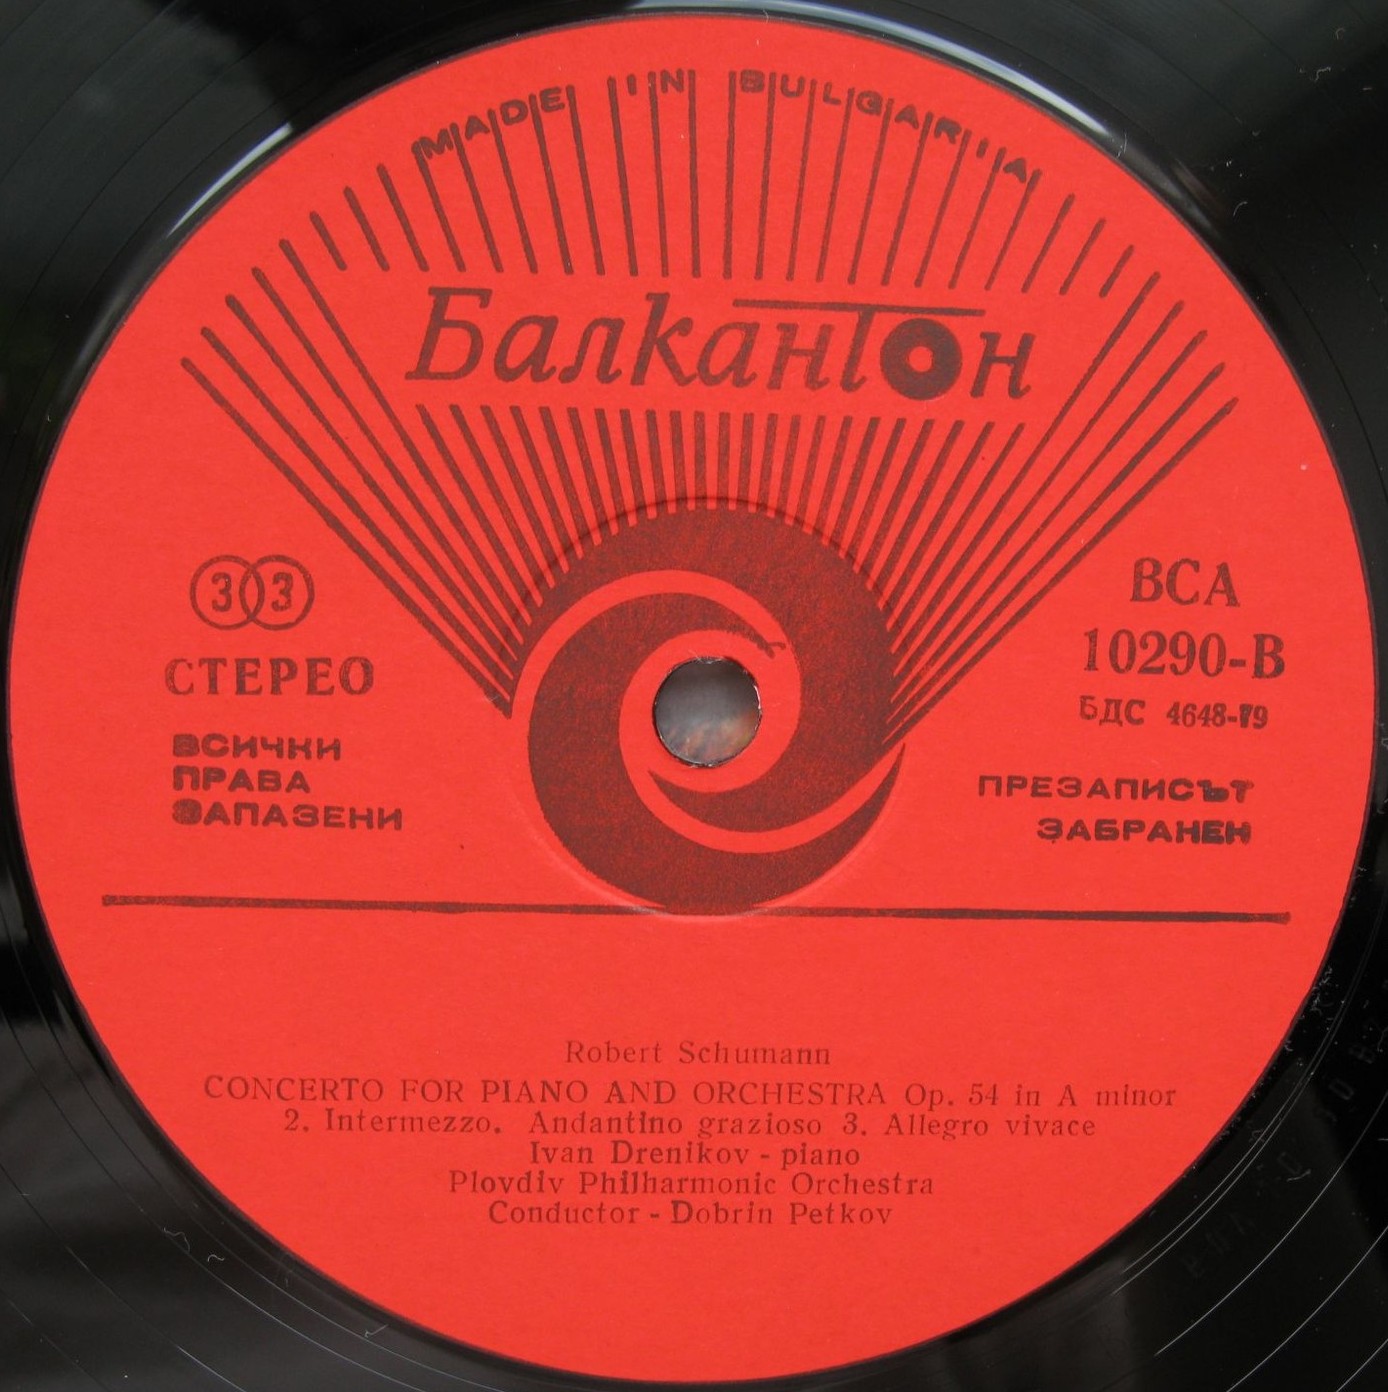 MADE IN BULGARIA
Балкантон
33
СТЕРЕО
ВСИЧКИ
ПРАВА
ЗАПАЗЕНИ
ВСА
10290-В
БДС 4648-79
ПРЕЗАПИСЪТ
ЗАБРАНЕН
Robert Schumann
CONCERTO FOR PIANO AND ORCHESTRA Op. 54 in A minor
2. Intermezzo. Andantino grazioso 3. Allegro vivace
Ivan Drenikov - piano
Plovdiv Philharmonic Orchestra
Conductor - Dobrin Petkov